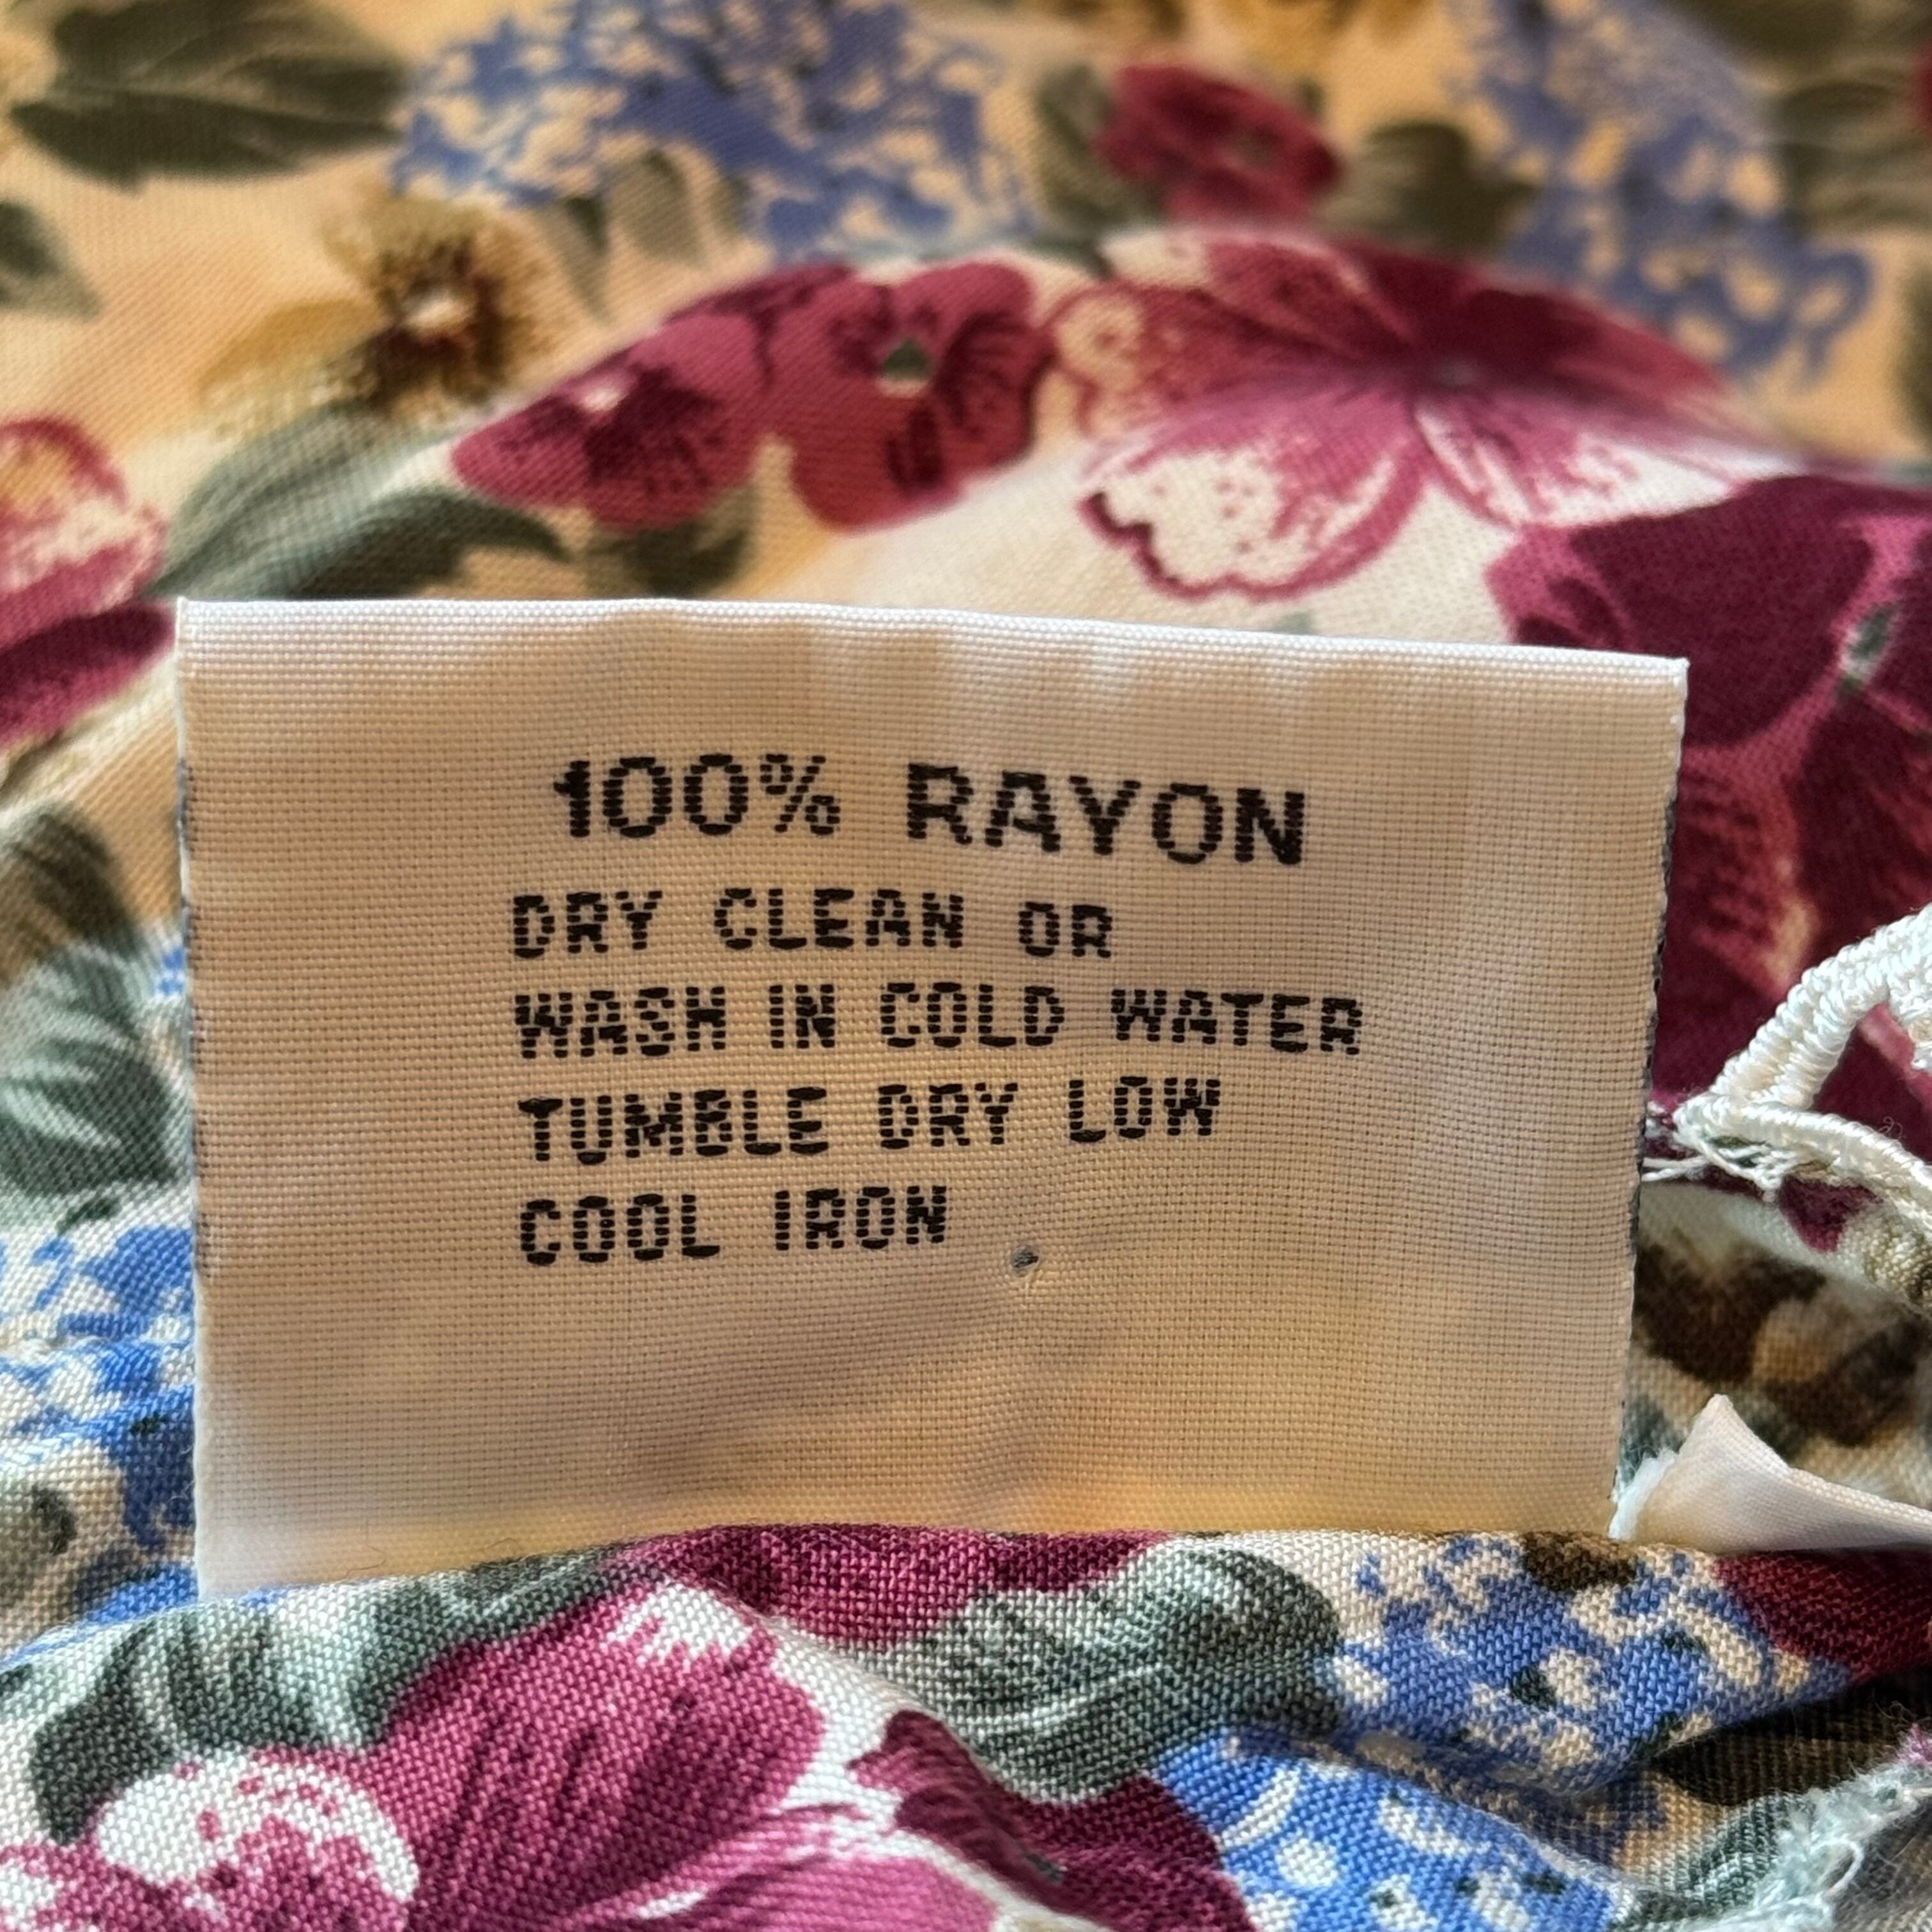 100% RAYON
DRY CLEAN OR
WASH IN COLD WATER
TUMBLE DRY LOW
COOL IRON